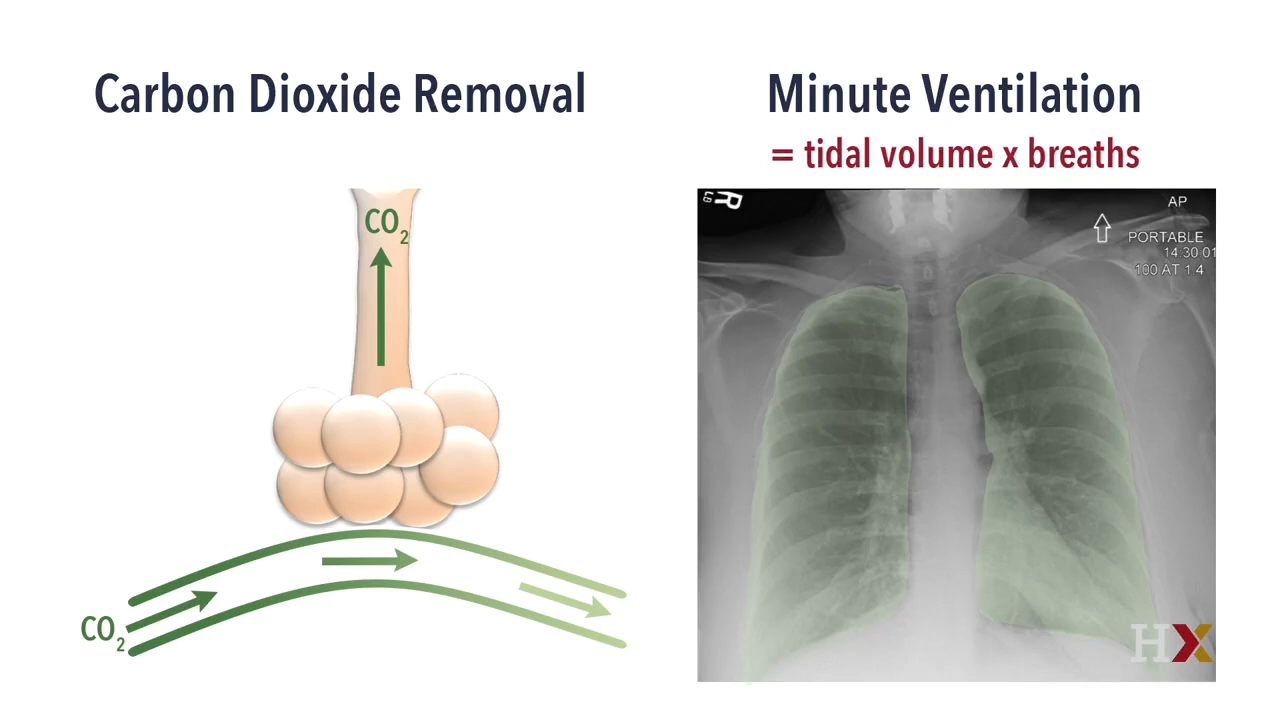 Carbon Dioxide Removal
CO₂
CO₂
Minute Ventilation
= tidal volume x breaths
R
LB
AP
PORTABLE
14:30:01
100 AT 1.4
HX